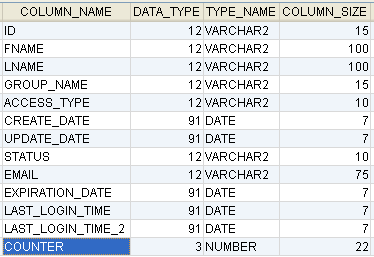 COLUMN_NAME DATA_TYPE TYPE_NAME COLUMN_SIZE
ID 12 VARCHAR2 15
FNAME 12 VARCHAR2 100
LNAME 12 VARCHAR2 100
GROUP_NAME 12 VARCHAR2 15
ACCESS_TYPE 12 VARCHAR2 10
CREATE_DATE 91 DATE 7
UPDATE_DATE 91 DATE 7
STATUS 12 VARCHAR2 10
EMAIL 12 VARCHAR2 75
EXPIRATION_DATE 91 DATE 7
LAST_LOGIN_TIME 91 DATE 7
LAST_LOGIN_TIME_2 91 DATE 7
COUNTER 3 NUMBER 22